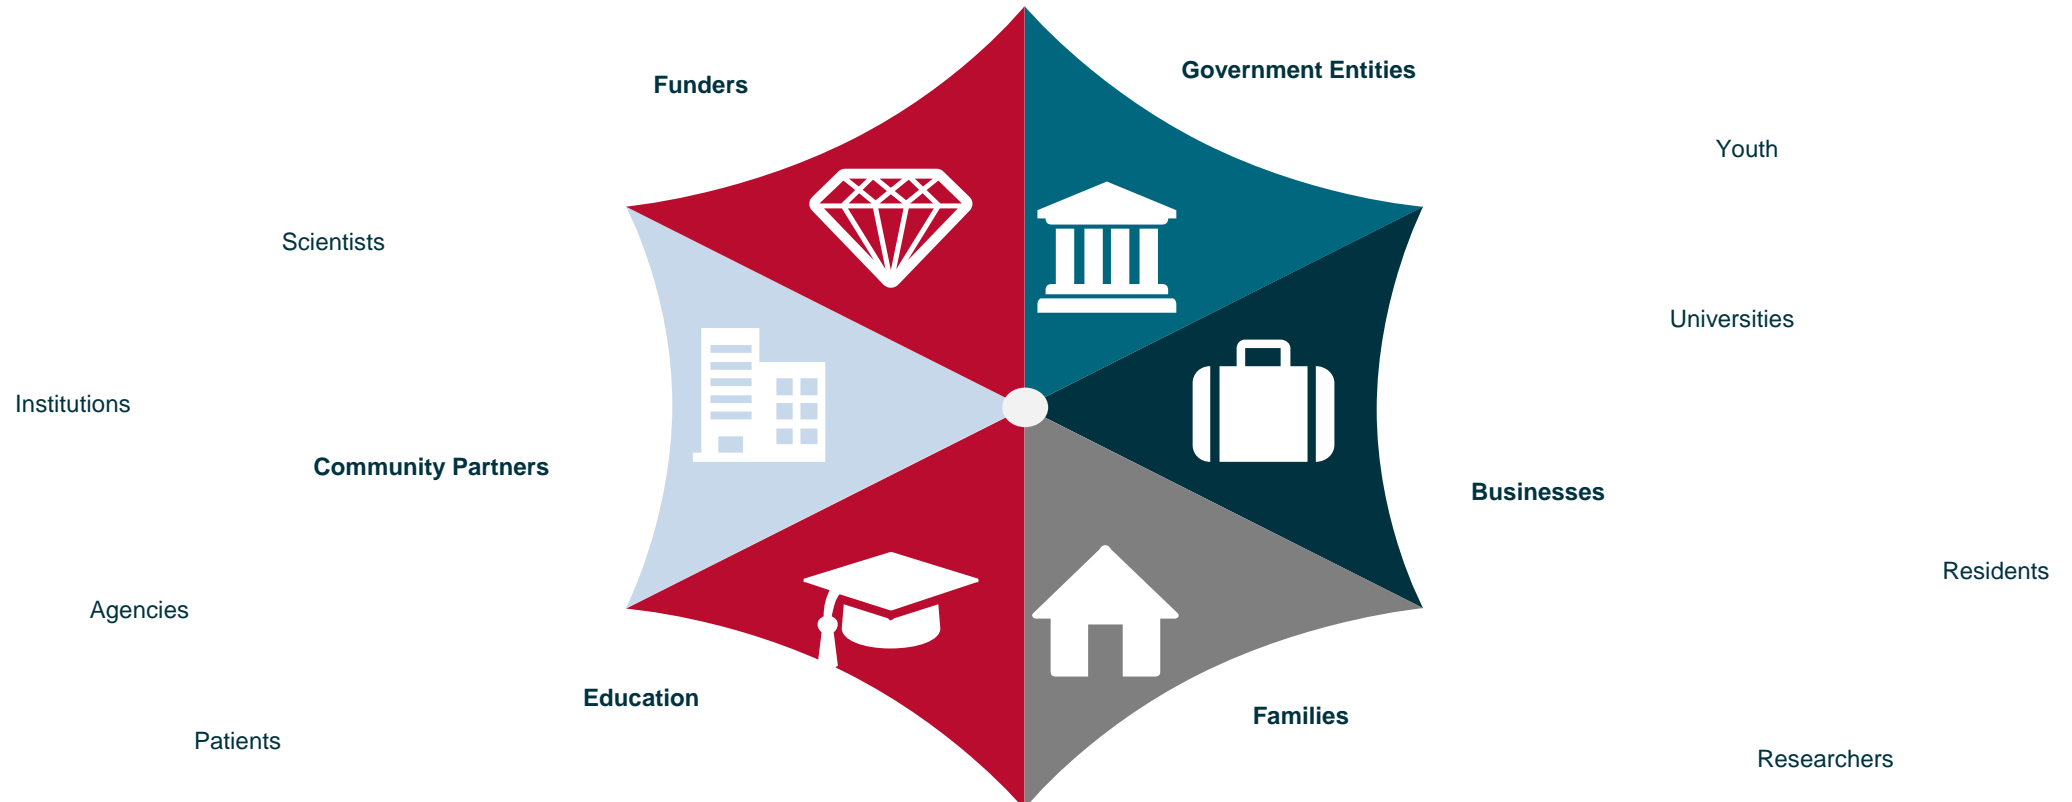 Government Entities
Funders
Youth
Scientists
Universities
Institutions
Community Partners
Businesses
Residents
Agencies
Education
Families
Patients
Researchers